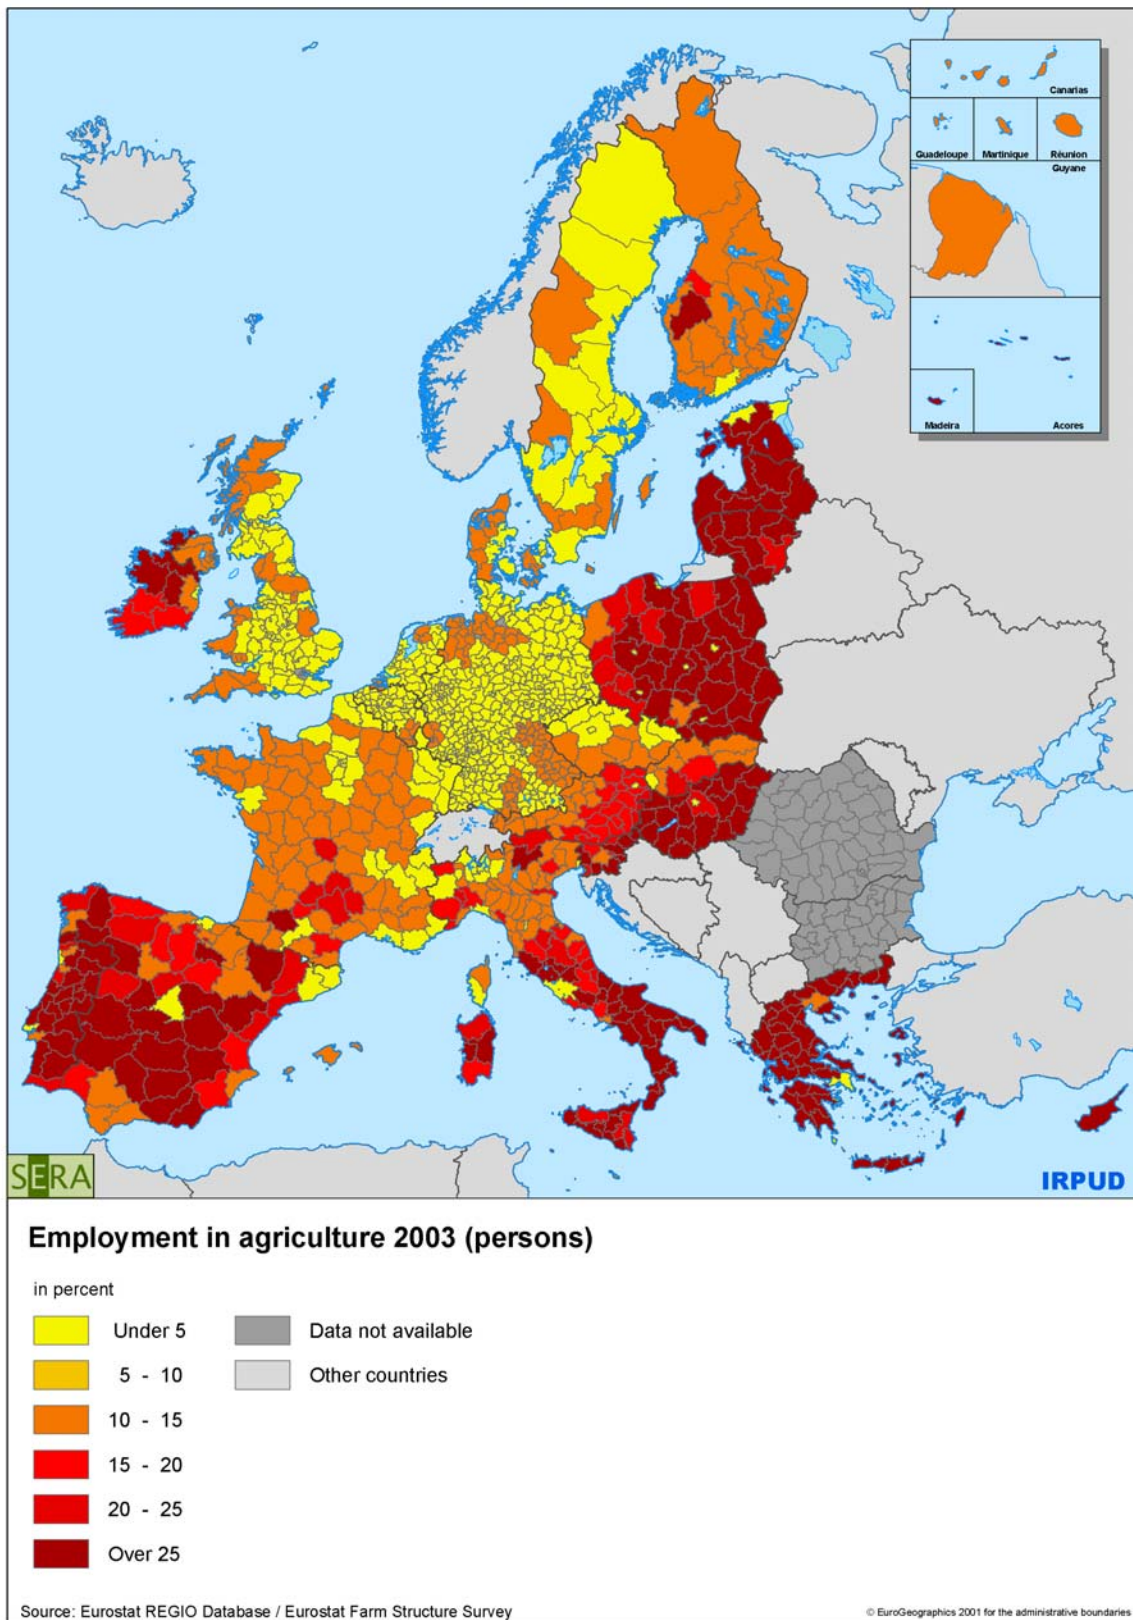 Canarias
Guadeloupe Martinique Réunion
Guyane
Madeira Acores
SERA
IRPUD
Employment in agriculture 2003 (persons)
in percent
Under 5 Data not available
5 - 10 Other countries
10 - 15
15 - 20
20 - 25
Over 25
Source: Eurostat REGIO Database / Eurostat Farm Structure Survey
© EuroGeographics 2001 for the administrative boundaries